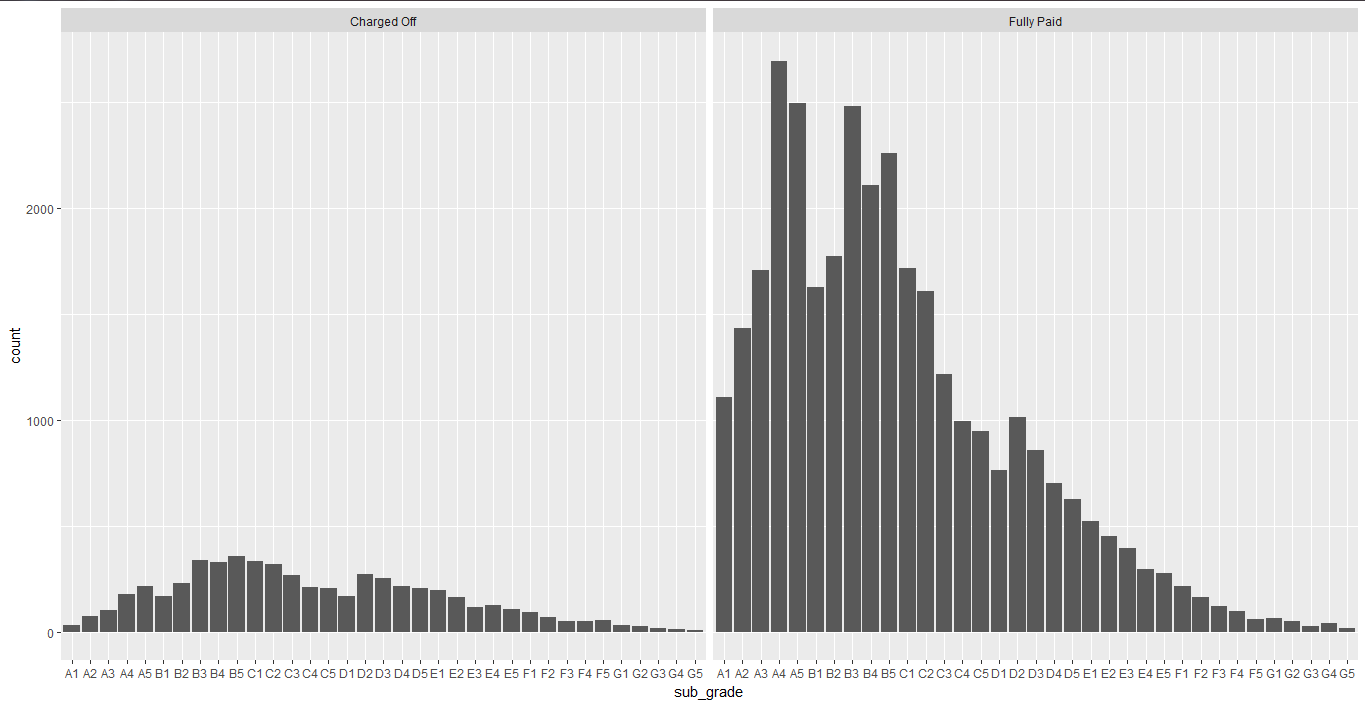 Charged Off
Fully Paid
2000
1000
0
count
A1 A2 A3 A4 A5 B1 B2 B3 B4 B5 C1 C2 C3 C4 C5 D1 D2 D3 D4 D5 E1 E2 E3 E4 E5 F1 F2 F3 F4 F5 G1 G2 G3 G4 G5
A1 A2 A3 A4 A5 B1 B2 B3 B4 B5 C1 C2 C3 C4 C5 D1 D2 D3 D4 D5 E1 E2 E3 E4 E5 F1 F2 F3 F4 F5 G1 G2 G3 G4 G5
sub_grade